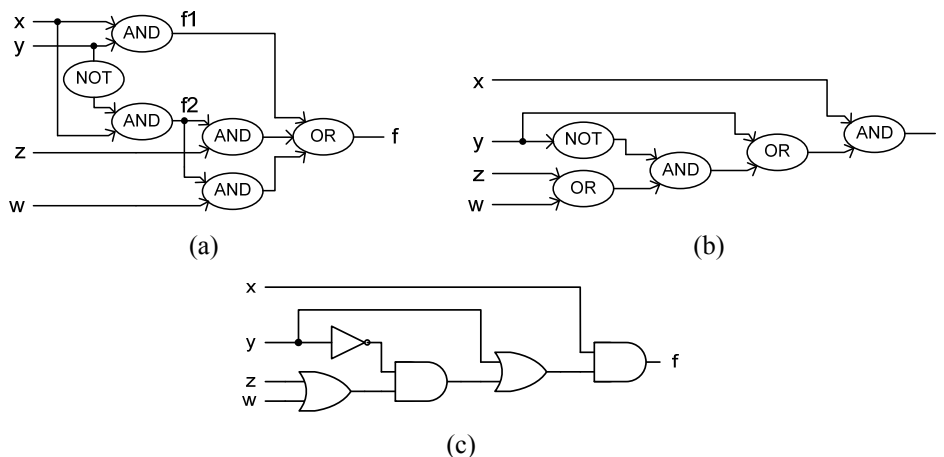 x
AND
f1
y
NOT
AND
f2
AND
OR
f
z
AND
w
(a)
x
AND
y
NOT
OR
AND
z
OR
w
(b)
x
y
f
z
w
(c)